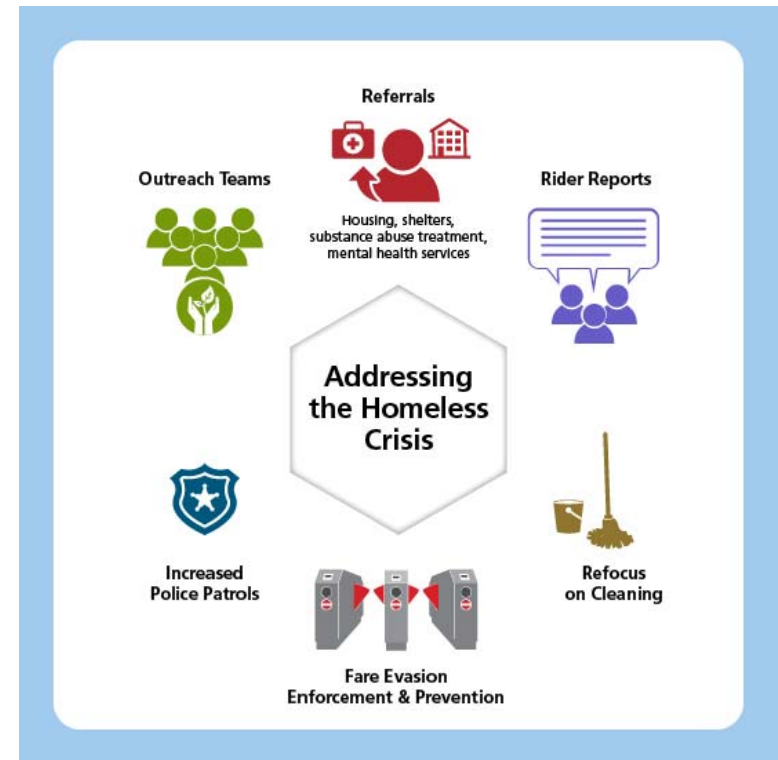 Referrals
Housing, shelters,
substance abuse treatment,
mental health services
Outreach Teams
Rider Reports
Addressing
the Homeless
Crisis
Increased
Police Patrols
Refocus
on Cleaning
Fare Evasion
Enforcement & Prevention